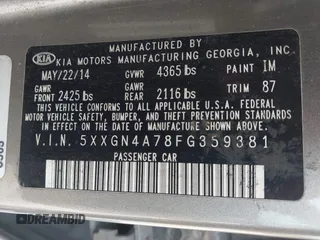 MANUFACTURED BY
KIA KIA MOTORS MANUFACTURING GEORGIA, INC
MAY/22/14 GVWR 4365 lbs PAINT IM
GAWR FRONT 2425 lbs GAWR REAR 2116 lbs TRIM 87
THIS VEHICLE CONFORMS TO ALL APPLICABLE U.S. FEDERAL
MOTOR VEHICLE SAFETY, BUMPER, AND THEFT
PREVENTION STANDARDS IN EFFECT ON THE
DATE OF MANUFACTURE SHOWN ABOVE.
V.I.N. 5XXGN4A78FG359381
PASSENGER CAR
DREAMBID